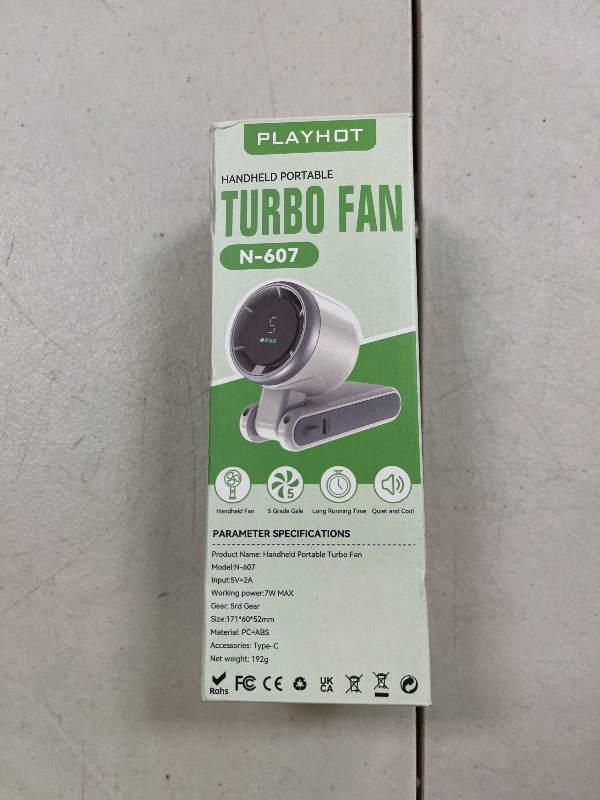 PLAYHOT
HANDHELD PORTABLE
TURBO FAN
N-607
5
5
Handheld Fan 5 Grade Gale Long Running Time Quiet and Cool
PARAMETER SPECIFICATIONS
Product Name: Handheld Portable Turbo Fan
Model:N-607
Input:5V=2A
Working power:7W MAX
Gear: 5rd Gear
Size:171*60*52mm
Material: PC+ABS
Accessories: Type-C
Net weight: 192g
Rohs FC CE UK
CA